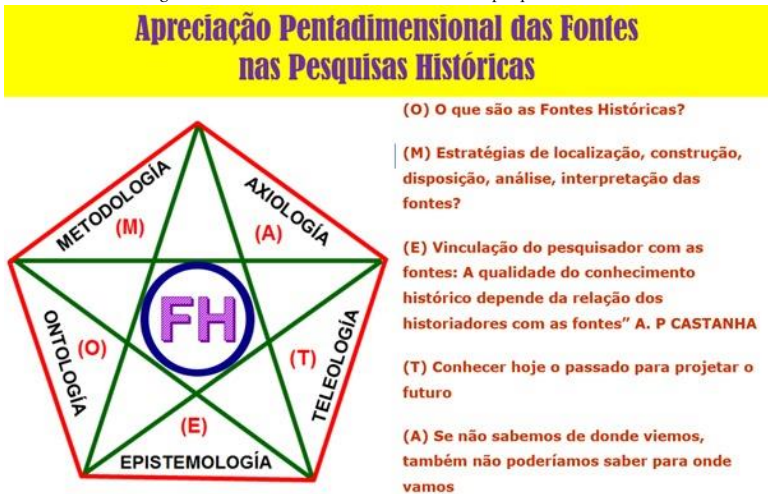 Apreciação Pentadimensional das Fontes
nas Pesquisas Históricas
METODOLOGÍA
(M)
AXIOLOGÍA
(A)
ONTOLOGÍA
(O)
FH
(T)
TELEOLOGÍA
(E)
EPISTEMOLOGÍA
(O) O que são as Fontes Históricas?
(M) Estratégias de localização, construção,
disposição, análise, interpretação das
fontes?
(E) Vinculação do pesquisador com as
fontes: A qualidade do conhecimento
histórico depende da relação dos
historiadores com as fontes” A. P CASTANHA
(T) Conhecer hoje o passado para projetar o
futuro
(A) Se não sabemos de donde viemos,
também não poderíamos saber para onde
vamos